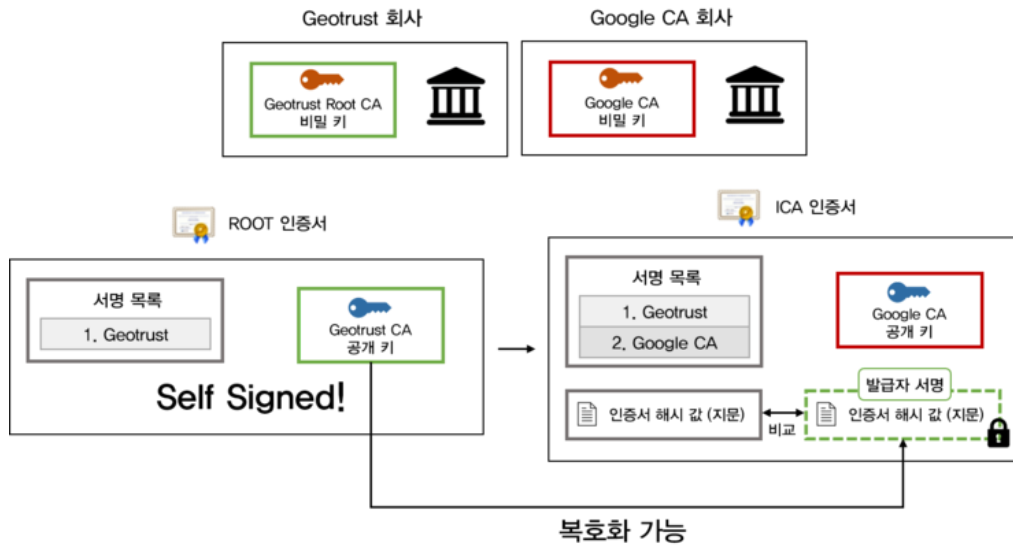 Geotrust 회사
Google CA 회사
Geotrust Root CA
비밀 키
Google CA
비밀 키
ROOT 인증서
ICA 인증서
서명 목록
1. Geotrust
Geotrust CA
공개 키
Self Signed!
서명 목록
1. Geotrust
2. Google CA
Google CA
공개 키
발급자 서명
인증서 해시 값 (지문)
비교
인증서 해시 값 (지문)
복호화 가능